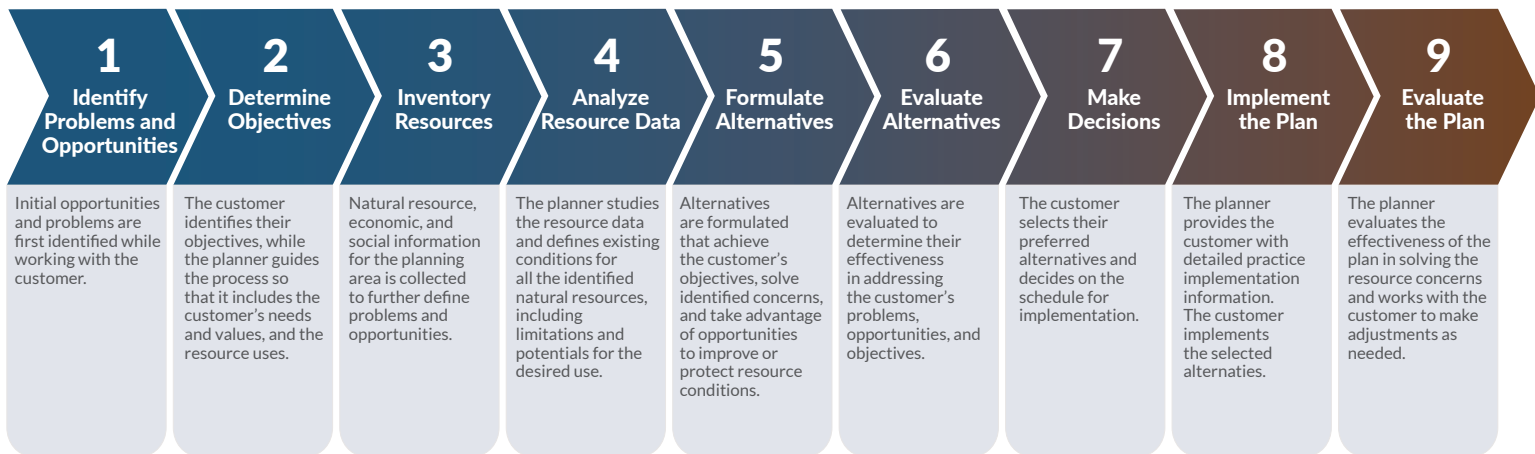 1
Identify
Problems and
Opportunities
Initial opportunities
and problems are
first identified while
working with the
customer.
2
Determine
Objectives
The customer
identifies their
objectives, while
the planner guides
the process so
that it includes the
customer's needs
and values, and the
resource uses.
3
Inventory
Resources
Natural resource,
economic, and
social information
for the planning
area is collected
to further define
problems and
opportunities.
4
Analyze
Resource Data
The planner studies
the resource data
and defines existing
conditions for
all the identified
natural resources,
including
limitations and
potentials for the
desired use.
5
Formulate
Alternatives
Alternatives
are formulated
that achieve
the customer's
objectives, solve
identified concerns,
and take advantage
of opportunities
to improve or
protect resource
conditions.
6
Evaluate
Alternatives
Alternatives are
evaluated to
determine their
effectiveness
in addressing
the customer's
problems,
opportunities, and
objectives.
7
Make
Decisions
The customer
selects their
preferred
alternatives and
decides on the
schedule for
implementation.
8
Implement
the Plan
The planner
provides the
customer with
detailed practice
implementation
information.
The customer
implements
the selected
alternaties.
9
Evaluate
the Plan
The planner
evaluates the
effectiveness of the
plan in solving the
resource concerns
and works with the
customer to make
adjustments as
needed.